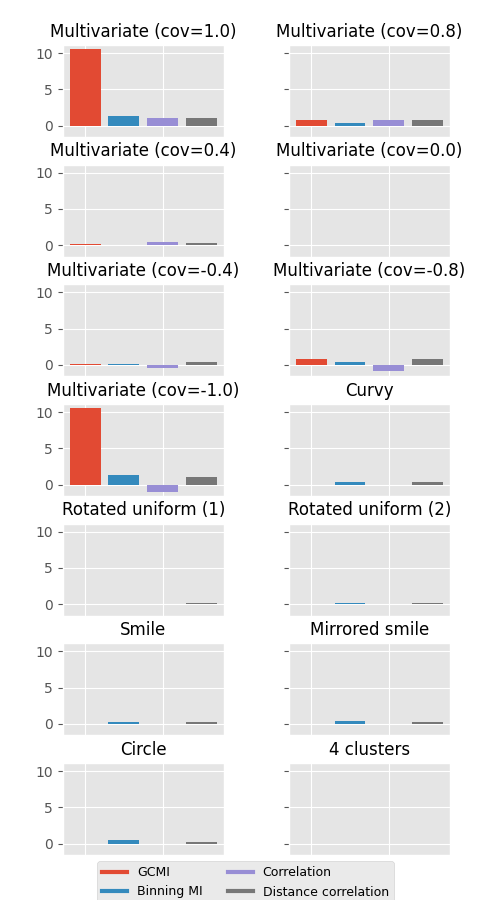 Multivariate (cov=1.0) Multivariate (cov=0.8)
10
5
0
Multivariate (cov=0.4) Multivariate (cov=0.0)
10
5
0
Multivariate (cov=-0.4) Multivariate (cov=-0.8)
10
5
0
Multivariate (cov=-1.0) Curvy
10
5
0
Rotated uniform (1) Rotated uniform (2)
10
5
0
Smile Mirrored smile
10
5
0
Circle 4 clusters
10
5
0
GCMI Correlation
Binning MI Distance correlation